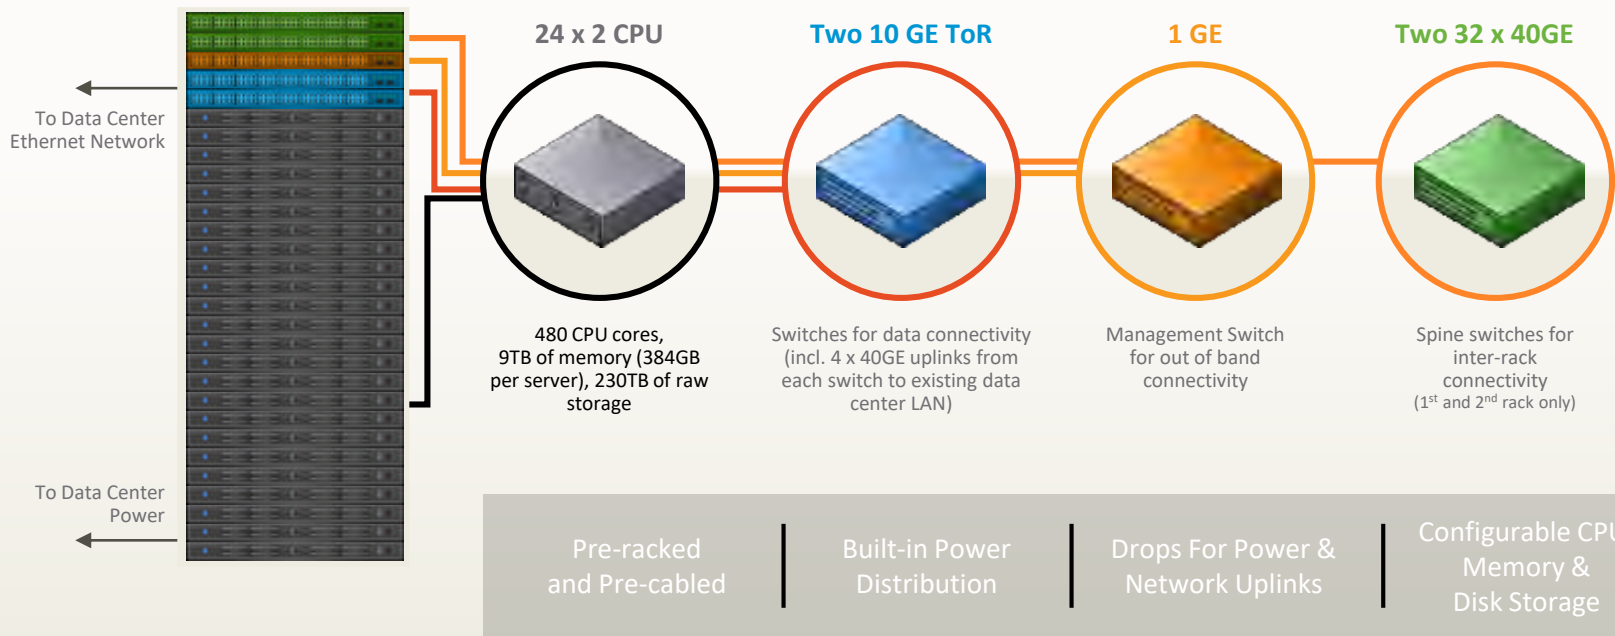 24 x 2 CPU
Two 10 GE ToR
1 GE
Two 32 x 40GE
To Data Center
Ethernet Network
480 CPU cores,
9TB of memory (384GB
per server), 230TB of raw
storage
Switches for data connectivity
(incl. 4 x 40GE uplinks from
each switch to existing data
center LAN)
Management Switch
for out of band
connectivity
Spine switches for
inter-rack
connectivity
(1st and 2nd rack only)
To Data Center
Power
Pre-racked
and Pre-cabled
Built-in Power
Distribution
Drops For Power &
Network Uplinks
Configurable CPU
Memory &
Disk Storage